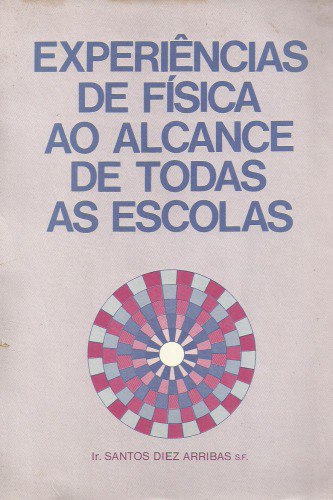 EXPERIÊNCIAS
DE FÍSICA
AO ALCANCE
DE TODAS
AS ESCOLAS
Ir. SANTOS DIEZ ARRIBAS S.F.